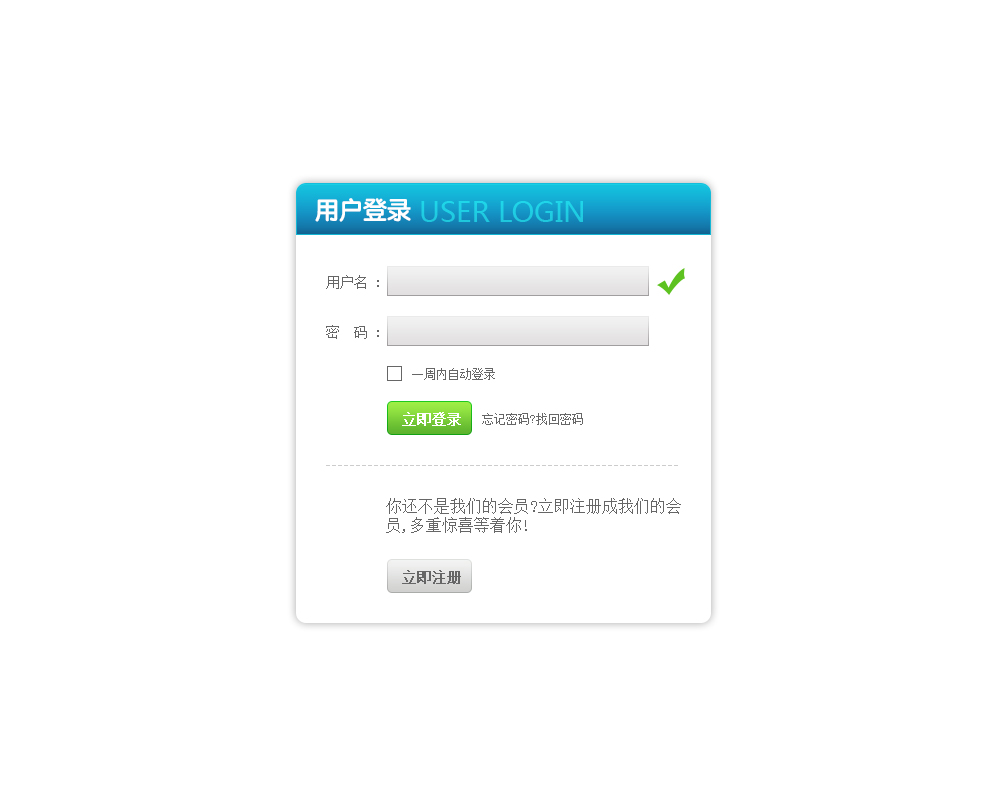 用户登录 USER LOGIN
用户名：
密 码：
一周内自动登录
立即登录 忘记密码?找回密码
你还不是我们的会员?立即注册成我们的会
员,多重惊喜等着你!
立即注册